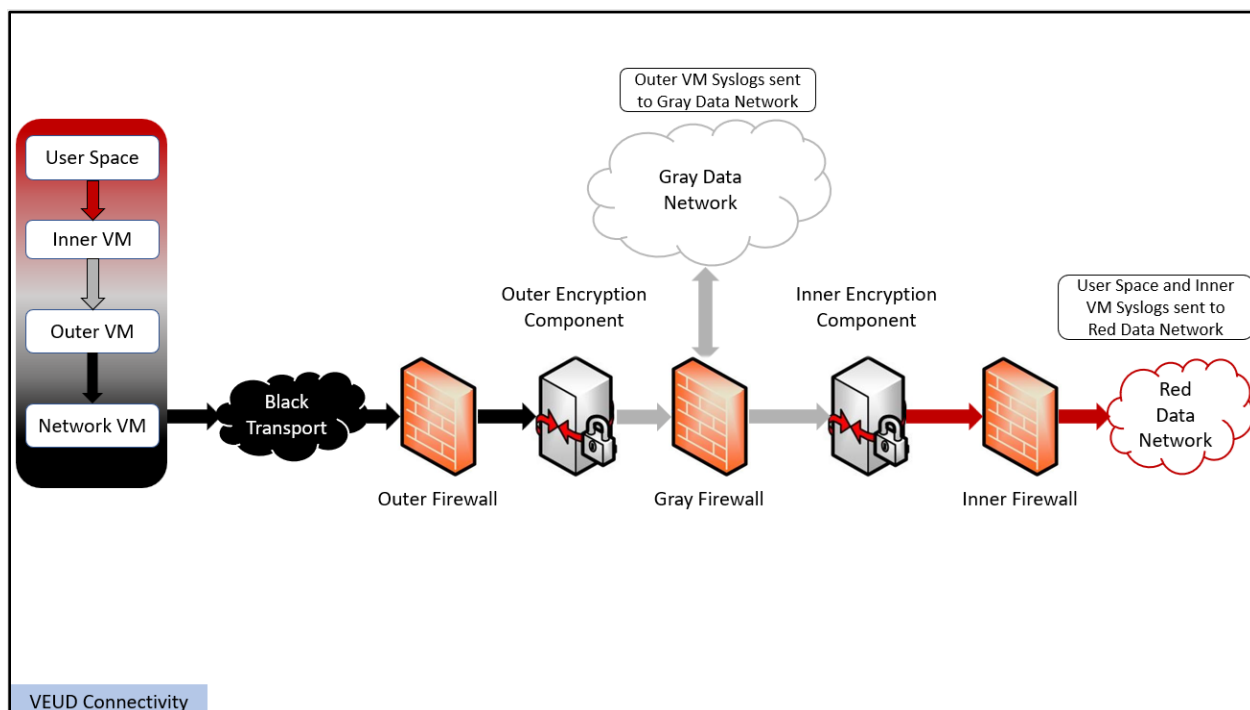 Outer VM Syslogs sent
to Gray Data Network
User Space
Inner VM
Outer VM
Network VM
Gray Data
Network
Outer Encryption
Component
Inner Encryption
Component
User Space and Inner
VM Syslogs sent to
Red Data Network
Black
Transport
Red
Data
Network
Outer Firewall
Gray Firewall
Inner Firewall
VEUD Connectivity